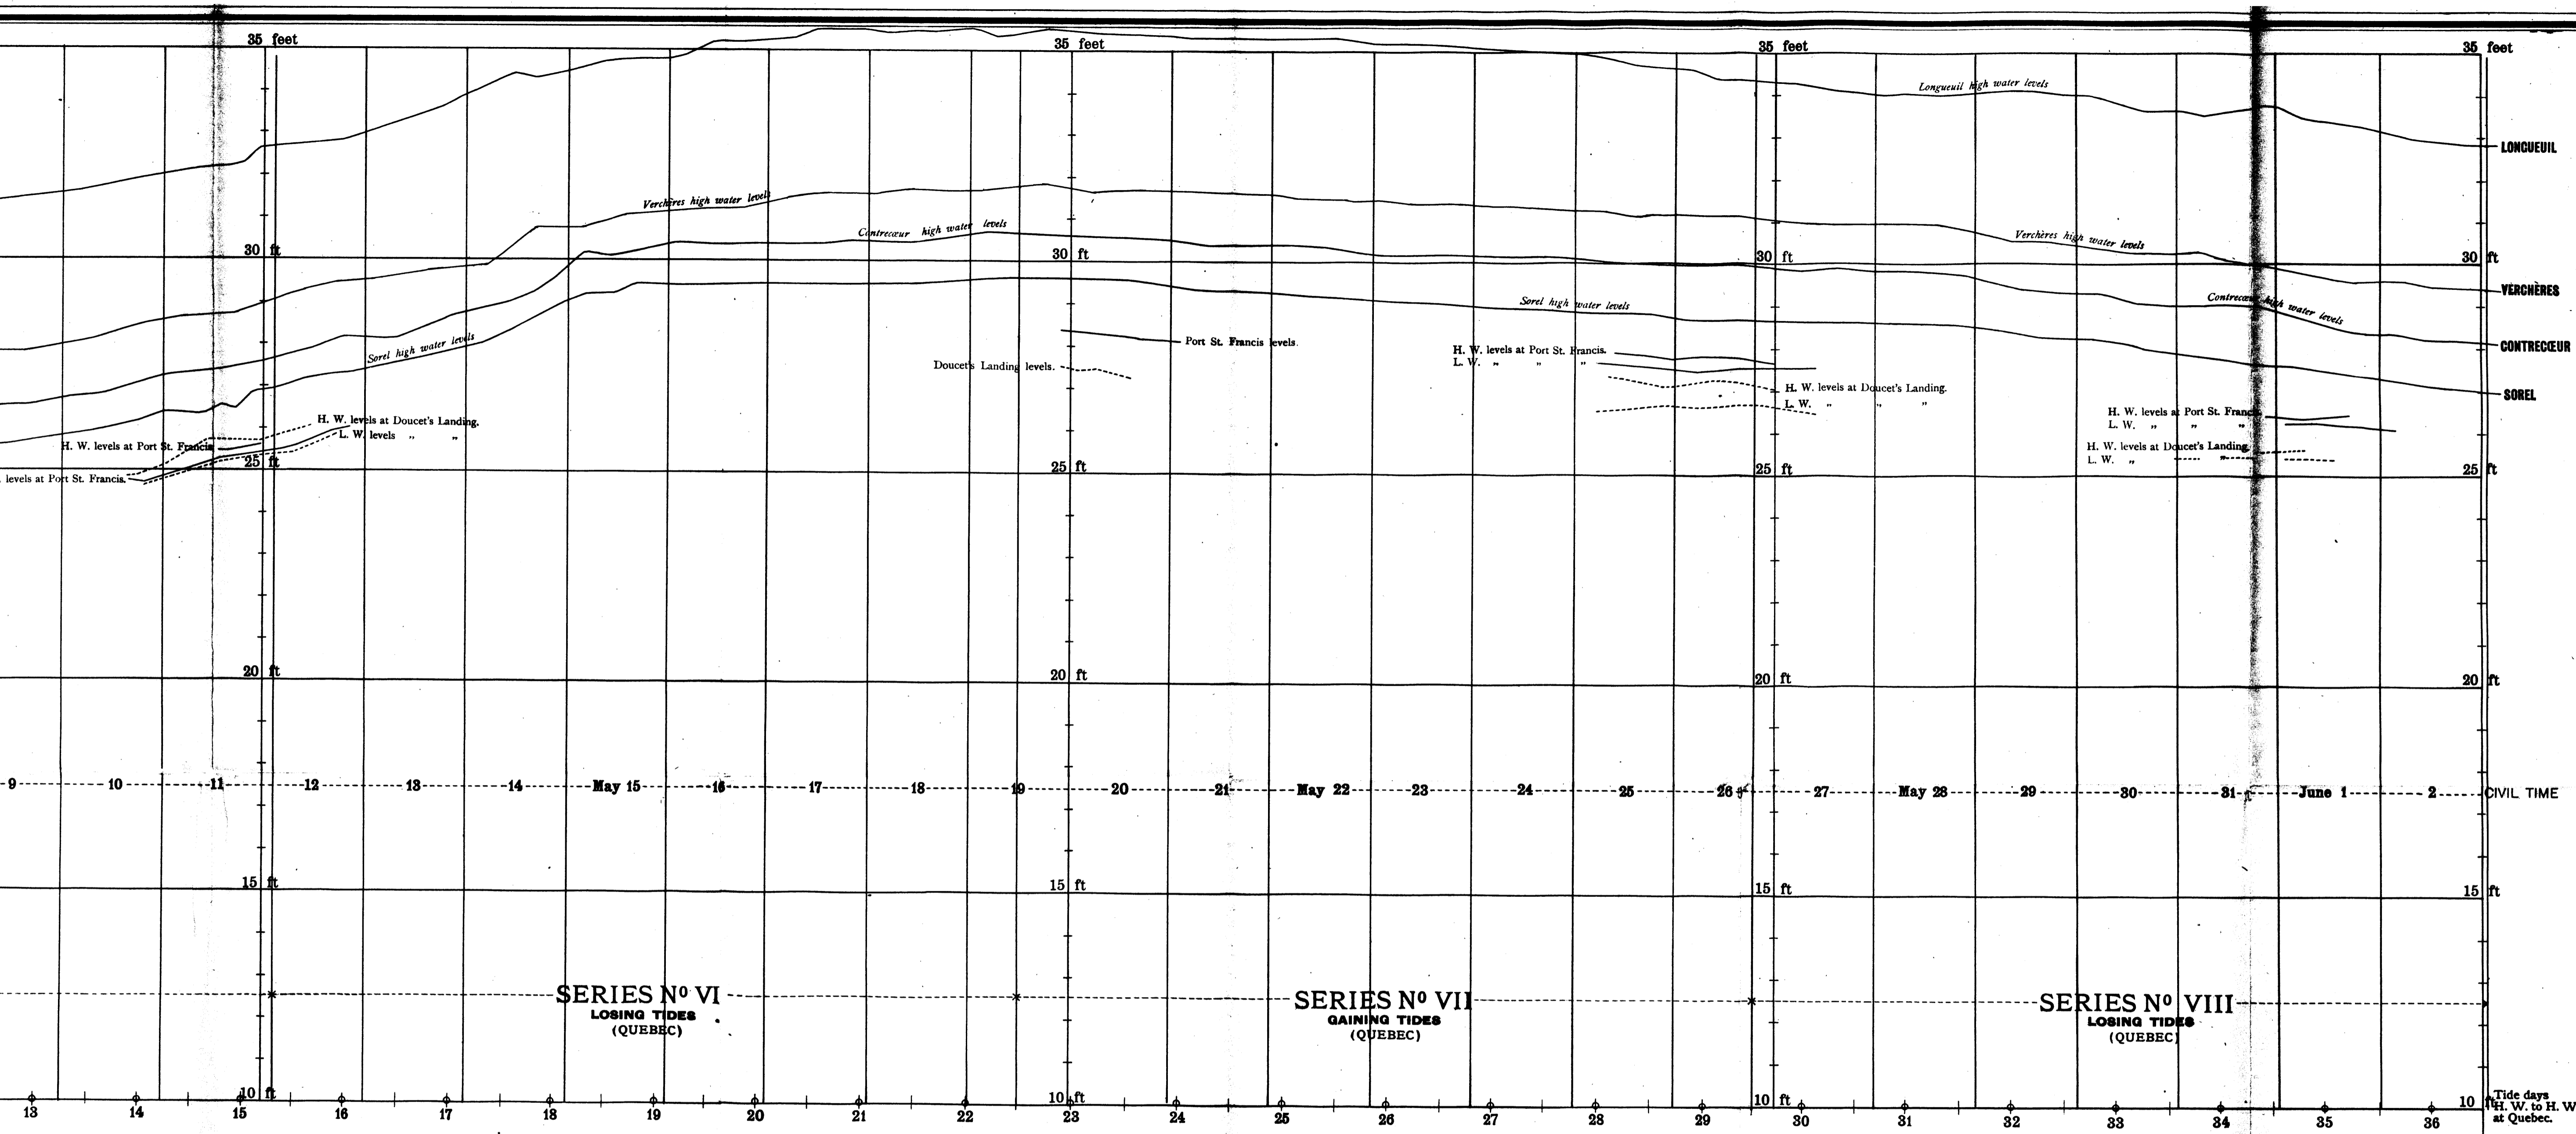 35 feet
35 feet
35 feet
35 feet
Longueuil high water levels
LONGUEUIL
Verchères high water levels
Contrecœur high water levels
Verchères high water levels
30 ft
30 ft
30 ft
30 ft
VERCHÈRES
Sorel high water levels
Contrecœur high water levels
Sorel high water levels
Port St. Francis levels.
CONTRECŒUR
H. W. levels at Port St. Francis.
L. W. „ „ „
Doucet's Landing levels.
H. W. levels at Doucet's Landing.
L. W. „ „ „
SOREL
H. W. levels at Doucet's Landing.
L. W. levels „ „
H. W. levels at Port St. Francis
levels at Port St. Francis.
H. W. levels at Port St. Francis
L. W. „ „ „
H. W. levels at Doucet's Landing
L. W. „ „
25 ft
25 ft
25 ft
25 ft
20 ft
20 ft
20 ft
20 ft
9 10 11 12 13 14 May 15 16 17 18 19 20 21 May 22 23 24 25 26 27 May 28 29 30 31 June 1 2 CIVIL TIME
15 ft
15 ft
15 ft
15 ft
SERIES Nº VI
LOSING TIDES
(QUEBEC)
SERIES Nº VII
GAINING TIDES
(QUEBEC)
SERIES Nº VIII
LOSING TIDES
(QUEBEC)
10 ft
10 ft
10 ft
10 ft
13 14 15 16 17 18 19 20 21 22 23 24 25 26 27 28 29 30 31 32 33 34 35 36
Tide days
H. W. to H. W
at Quebec.